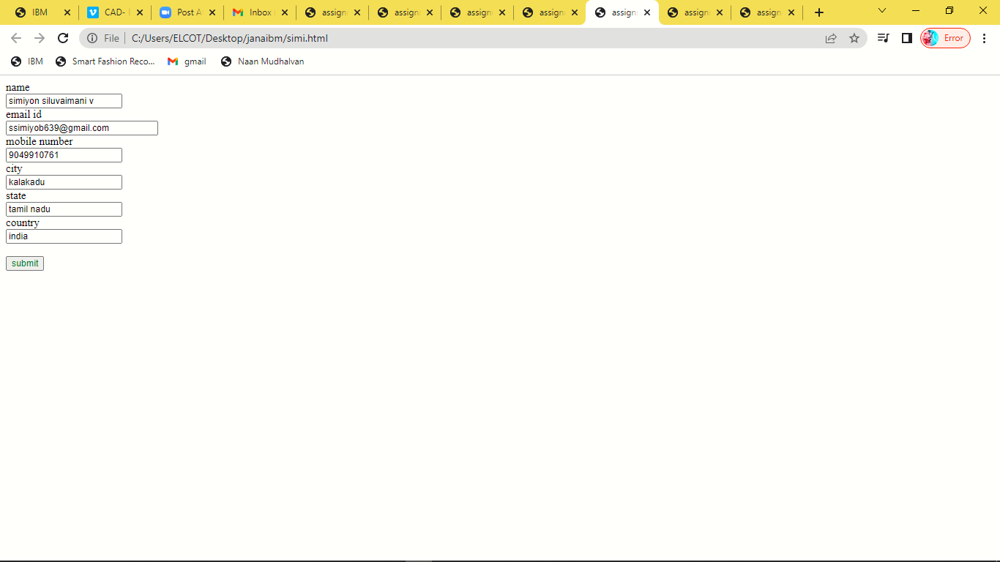 IBM CAD- Post A Inbox assign assign assign assign assign assign assign
File C:/Users/ELCOT/Desktop/janaibm/simi.html Error
IBM Smart Fashion Reco... gmail Naan Mudhalvan
name
simiyon siluvaimani v
email id
ssimiyob639@gmail.com
mobile number
9049910761
city
kalakadu
state
tamil nadu
country
india
submit